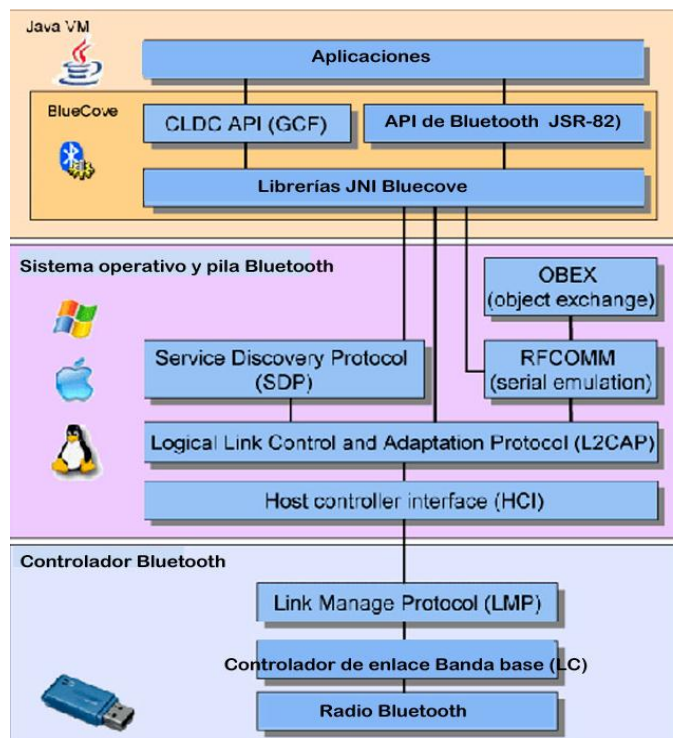 Java VM
Aplicaciones
BlueCove
CLDC API (GCF)
API de Bluetooth JSR-82)
Librerías JNI Bluecove
Sistema operativo y pila Bluetooth
OBEX
(object exchange)
Service Discovery Protocol
(SDP)
RFCOMM
(serial emulation)
Logical Link Control and Adaptation Protocol (L2CAP)
Host controller interface (HCI)
Controlador Bluetooth
Link Manage Protocol (LMP)
Controlador de enlace Banda base (LC)
Radio Bluetooth